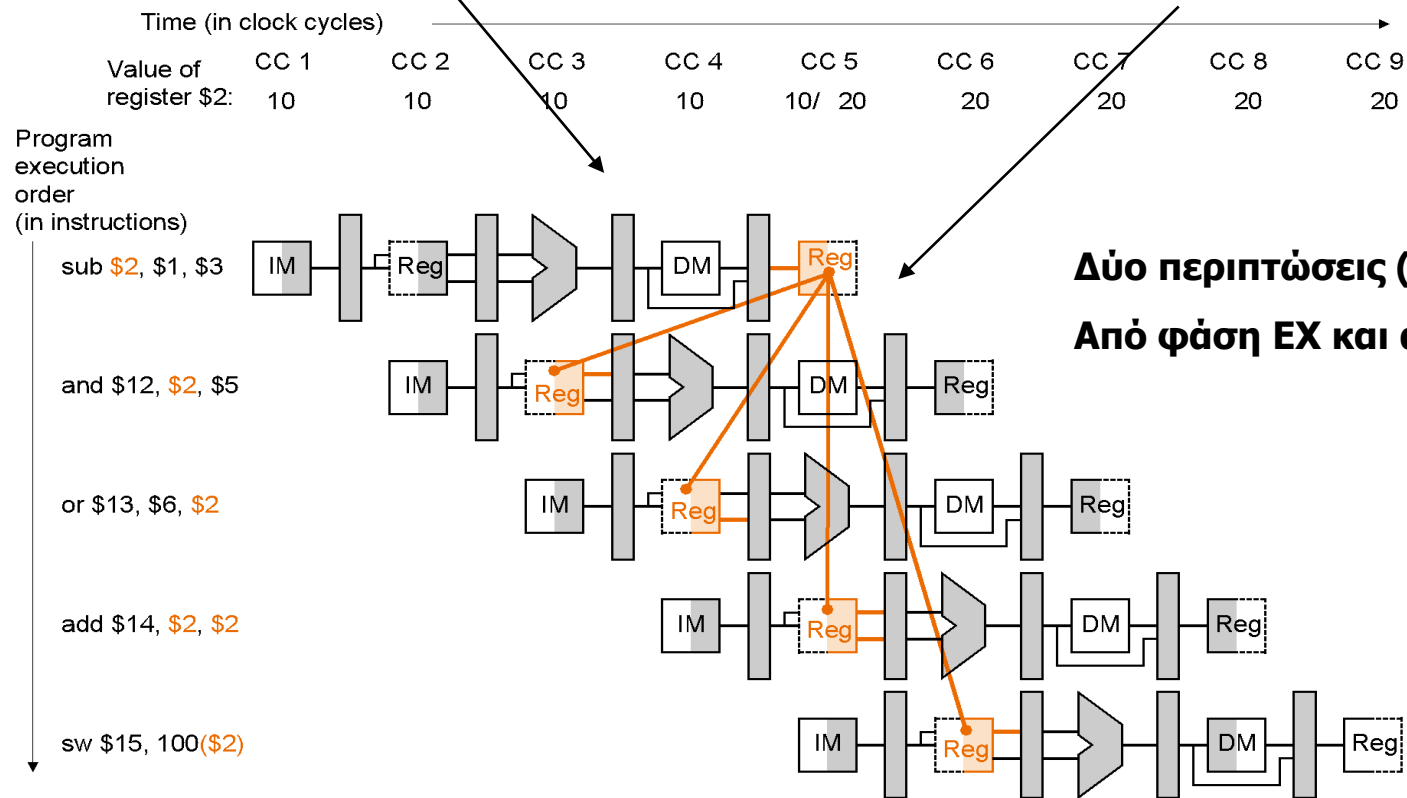 Time (in clock cycles)
Value of register $2:
CC 1 CC 2 CC 3 CC 4 CC 5 CC 6 CC 7 CC 8 CC 9
10 10 10 10 10/ 20 20 20 20 20
Program
execution
order
(in instructions)
sub $2, $1, $3
IM Reg DM Reg
Δύο περιπτώσεις (
Από φάση EX και
and $12, $2, $5
IM Reg DM Reg
or $13, $6, $2
IM Reg DM Reg
add $14, $2, $2
IM Reg DM Reg
sw $15, 100($2)
IM Reg DM Reg